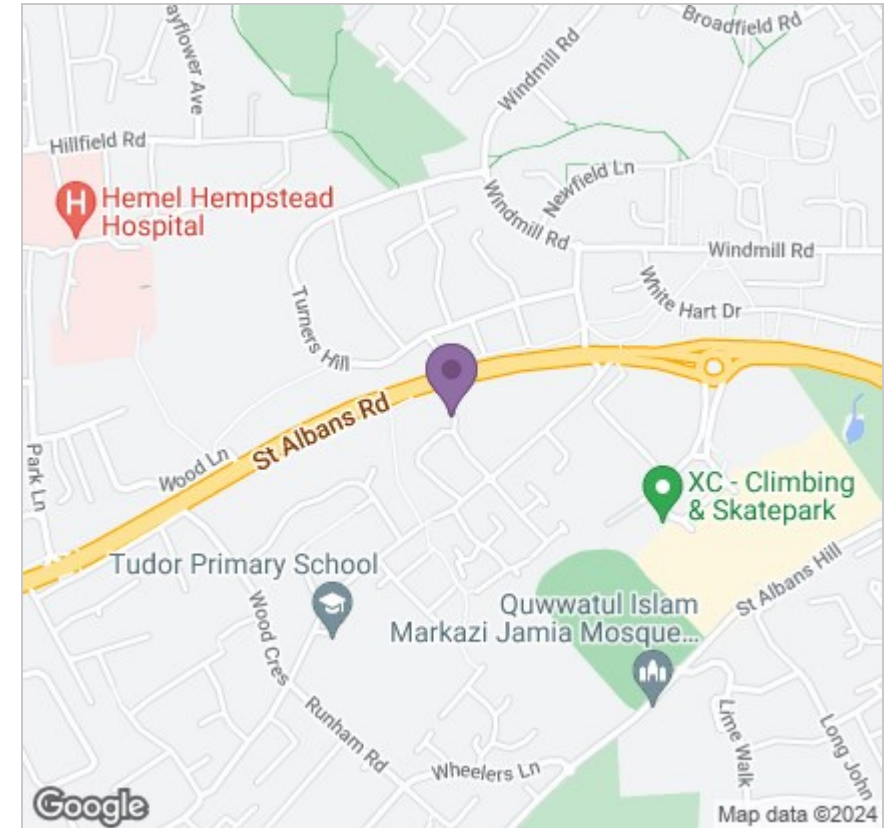 ayflower Ave
Broadfield Rd
Windmill Rd
Hillfield Rd
Newfield Ln
H Hemel Hempstead
Hospital
Windmill Rd
Windmill Rd
White Hart Dr
Turners Hill
St Albans Rd
Park Ln
Wood Ln
XC - Climbing
& Skatepark
Tudor Primary School
St Albans Hill
Quwwatul Islam
Markazi Jamia Mosque...
Wood Cres
Runham Rd
Wheelers Ln
Lime Walk
Long John
Google
Map data ©2024